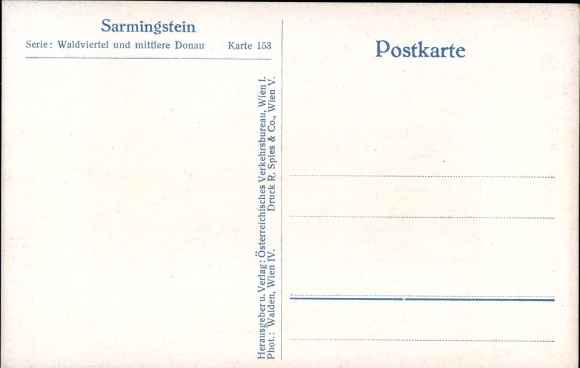 Sarmingstein
Serie: Waldviertel und mittlere Donau Karte 153
Postkarte
Herausgeber u. Verlag: Österreichisches Verkehrsbureau, Wien I.
Phot.: Walden, Wien IV. Druck R. Spies & Co., Wien V.